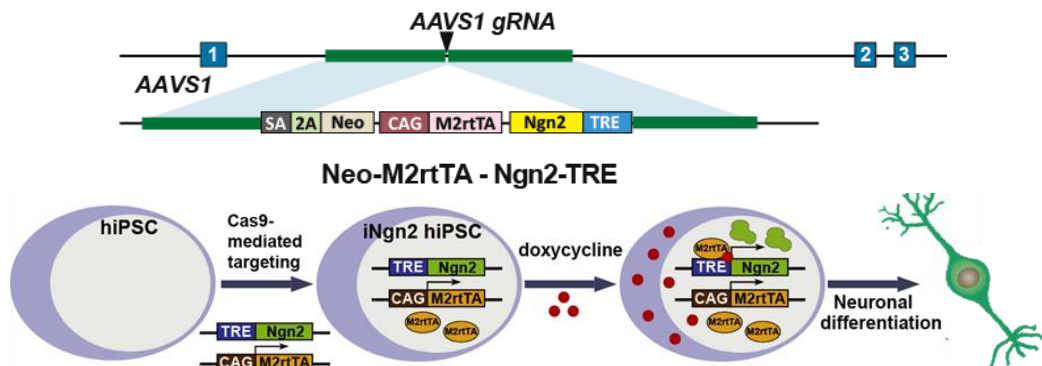 AAVS1 gRNA
1 2 3
AAVS1
SA 2A Neo CAG M2rtTA Ngn2 TRE
Neo-M2rtTA - Ngn2-TRE
hiPSC
Cas9-
mediated
targeting
TRE Ngn2
CAG M2rtTA
iNgn2 hiPSC
TRE Ngn2
CAG M2rtTA
M2rtTA M2rtTA
doxycycline
M2rtTA
TRE Ngn2
CAG M2rtTA
M2rtTA M2rtTA
Neuronal
differentiation